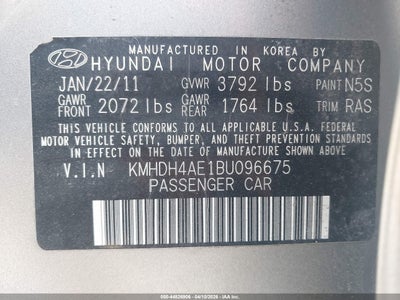 MANUFACTURED IN KOREA BY
HYUNDAI MOTOR COMPANY
JAN/22/11 GVWR 3792 lbs PAINT N5S
GAWR FRONT 2072 lbs GAWR REAR 1764 lbs TRIM RAS
THIS VEHICLE CONFORMS TO ALL APPLICABLE U.S.A. FEDERAL
MOTOR VEHICLE SAFETY, BUMPER, AND THEFT PREVENTION
STANDARDS IN EFFECT ON THE DATE OF MANUFACTURE SHOWN ABOVE.
V.I.N KMHDH4AE1BU096675
PASSENGER CAR